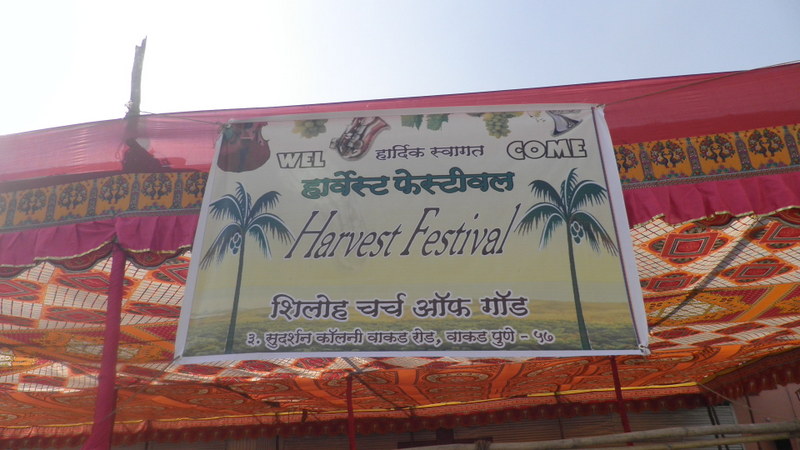 WEL हार्दिक स्वागत COME
हार्वेस्ट फेस्टीवल
Harvest Festival
शिलोह चर्च ऑफ गॉड
३. सुदर्शन कॉलनी वाकड रोड, वाकड पुणे - ५७